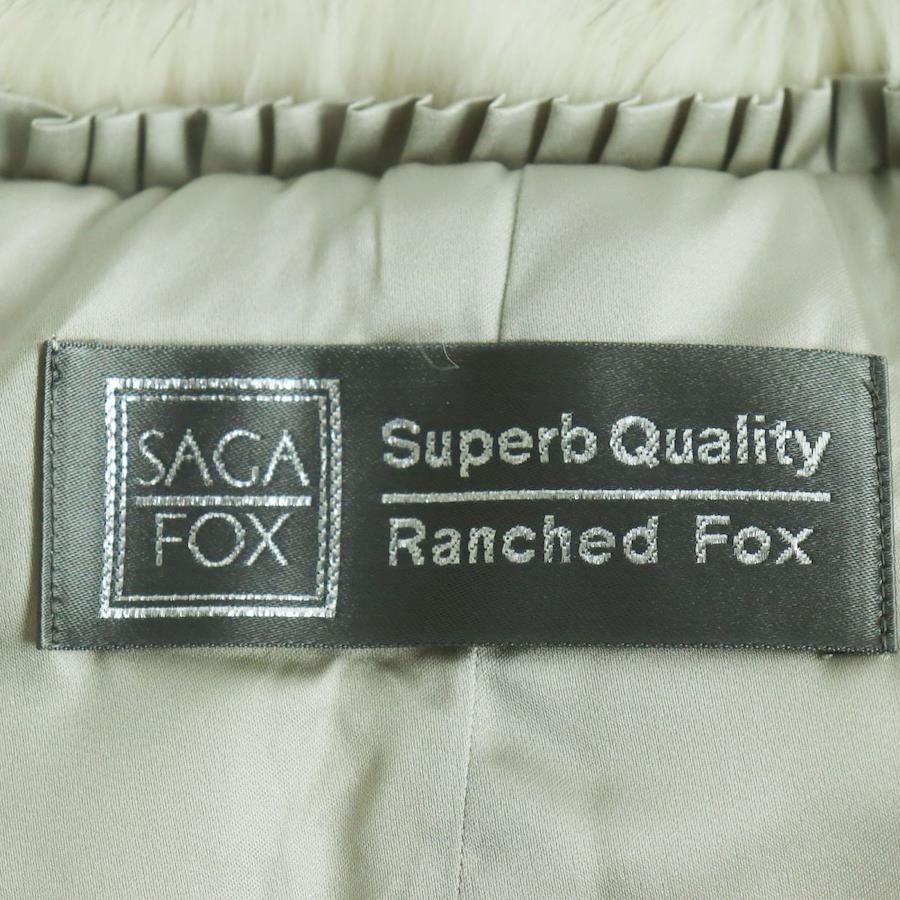 SAGA
FOX
Superb Quality
Ranched Fox